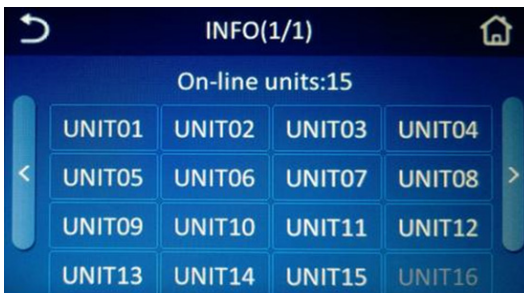 INFO(1/1)
On-line units:15
UNIT01 UNIT02 UNIT03 UNIT04
UNIT05 UNIT06 UNIT07 UNIT08
UNIT09 UNIT10 UNIT11 UNIT12
UNIT13 UNIT14 UNIT15 UNIT16